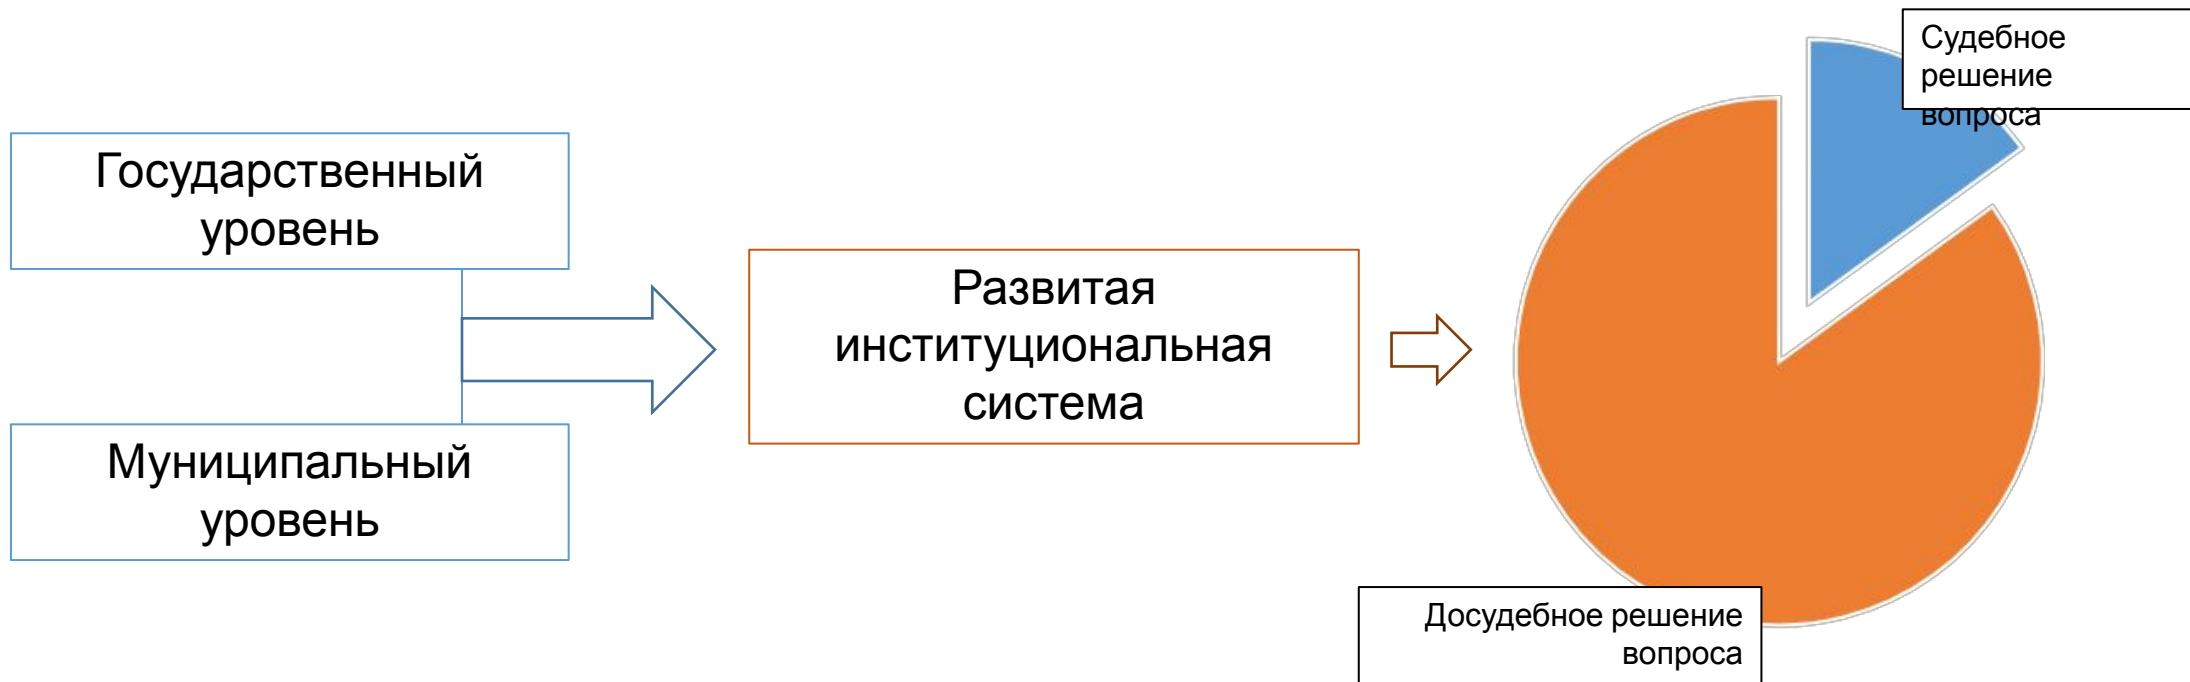 Государственный
уровень
Муниципальный
уровень
Развитая
институциональная
система
Судебное
решение
вопроса
Досудебное решение
вопроса